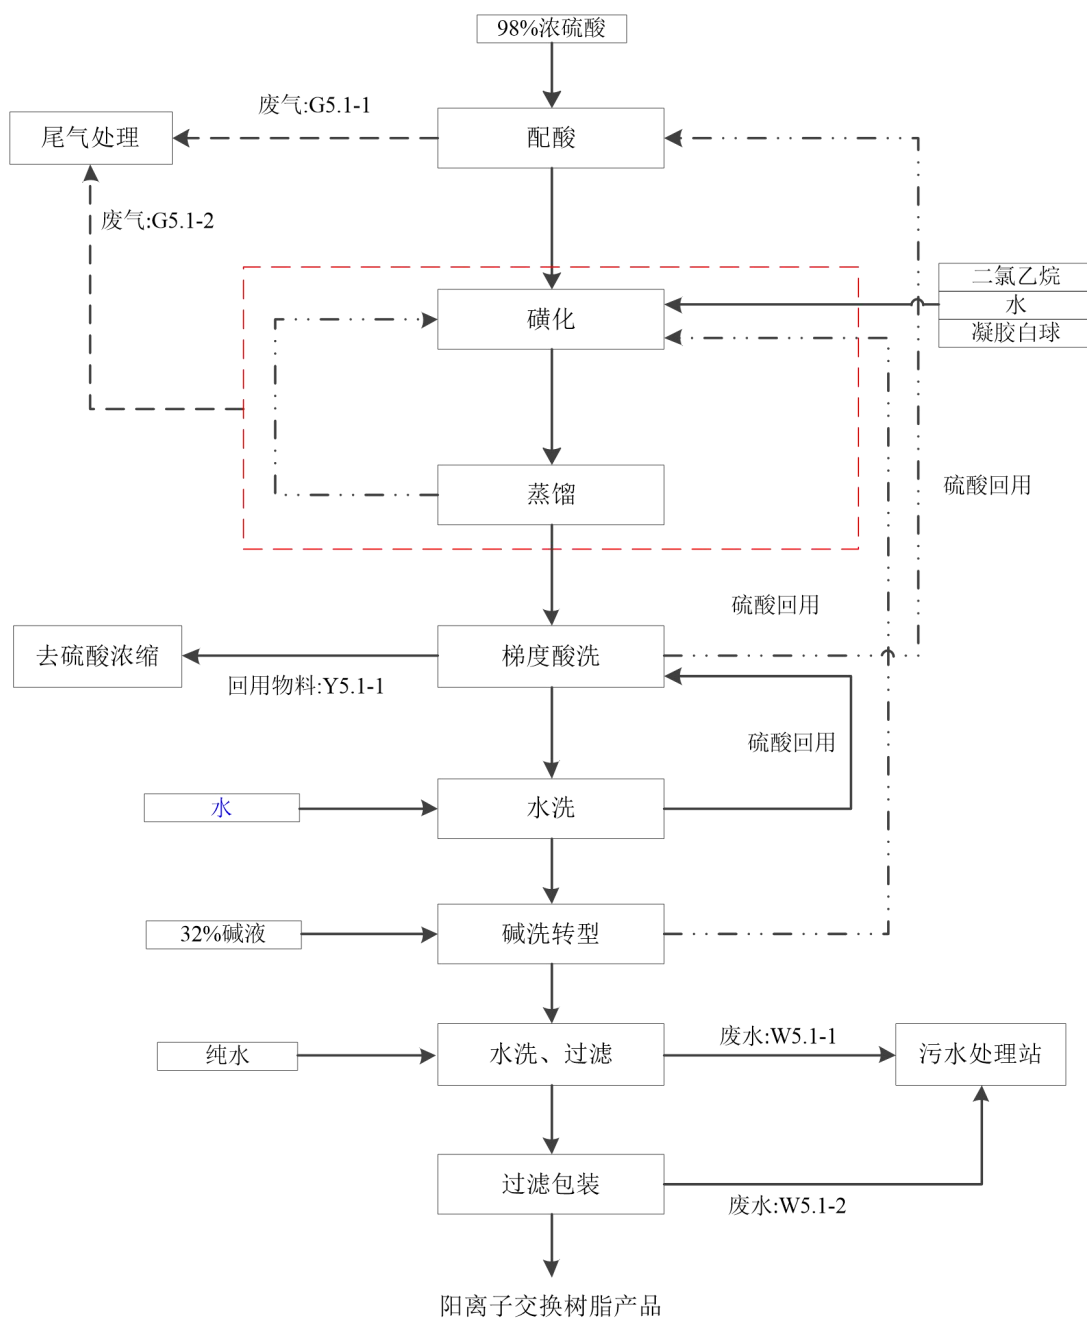 98%浓硫酸
废气:G5.1-1
尾气处理
配酸
废气:G5.1-2
二氯乙烷
磺化
水
凝胶白球
硫酸回用
蒸馏
硫酸回用
去硫酸浓缩
梯度酸洗
回用物料:Y5.1-1
硫酸回用
水
水洗
32%碱液
碱洗转型
废水:W5.1-1
纯水
水洗、过滤
污水处理站
过滤包装
废水:W5.1-2
阳离子交换树脂产品